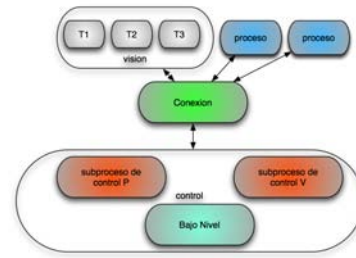 T1 T2 T3 proceso proceso
vision
Conexion
subproceso de
control P
subproceso de
control V
control
Bajo Nivel